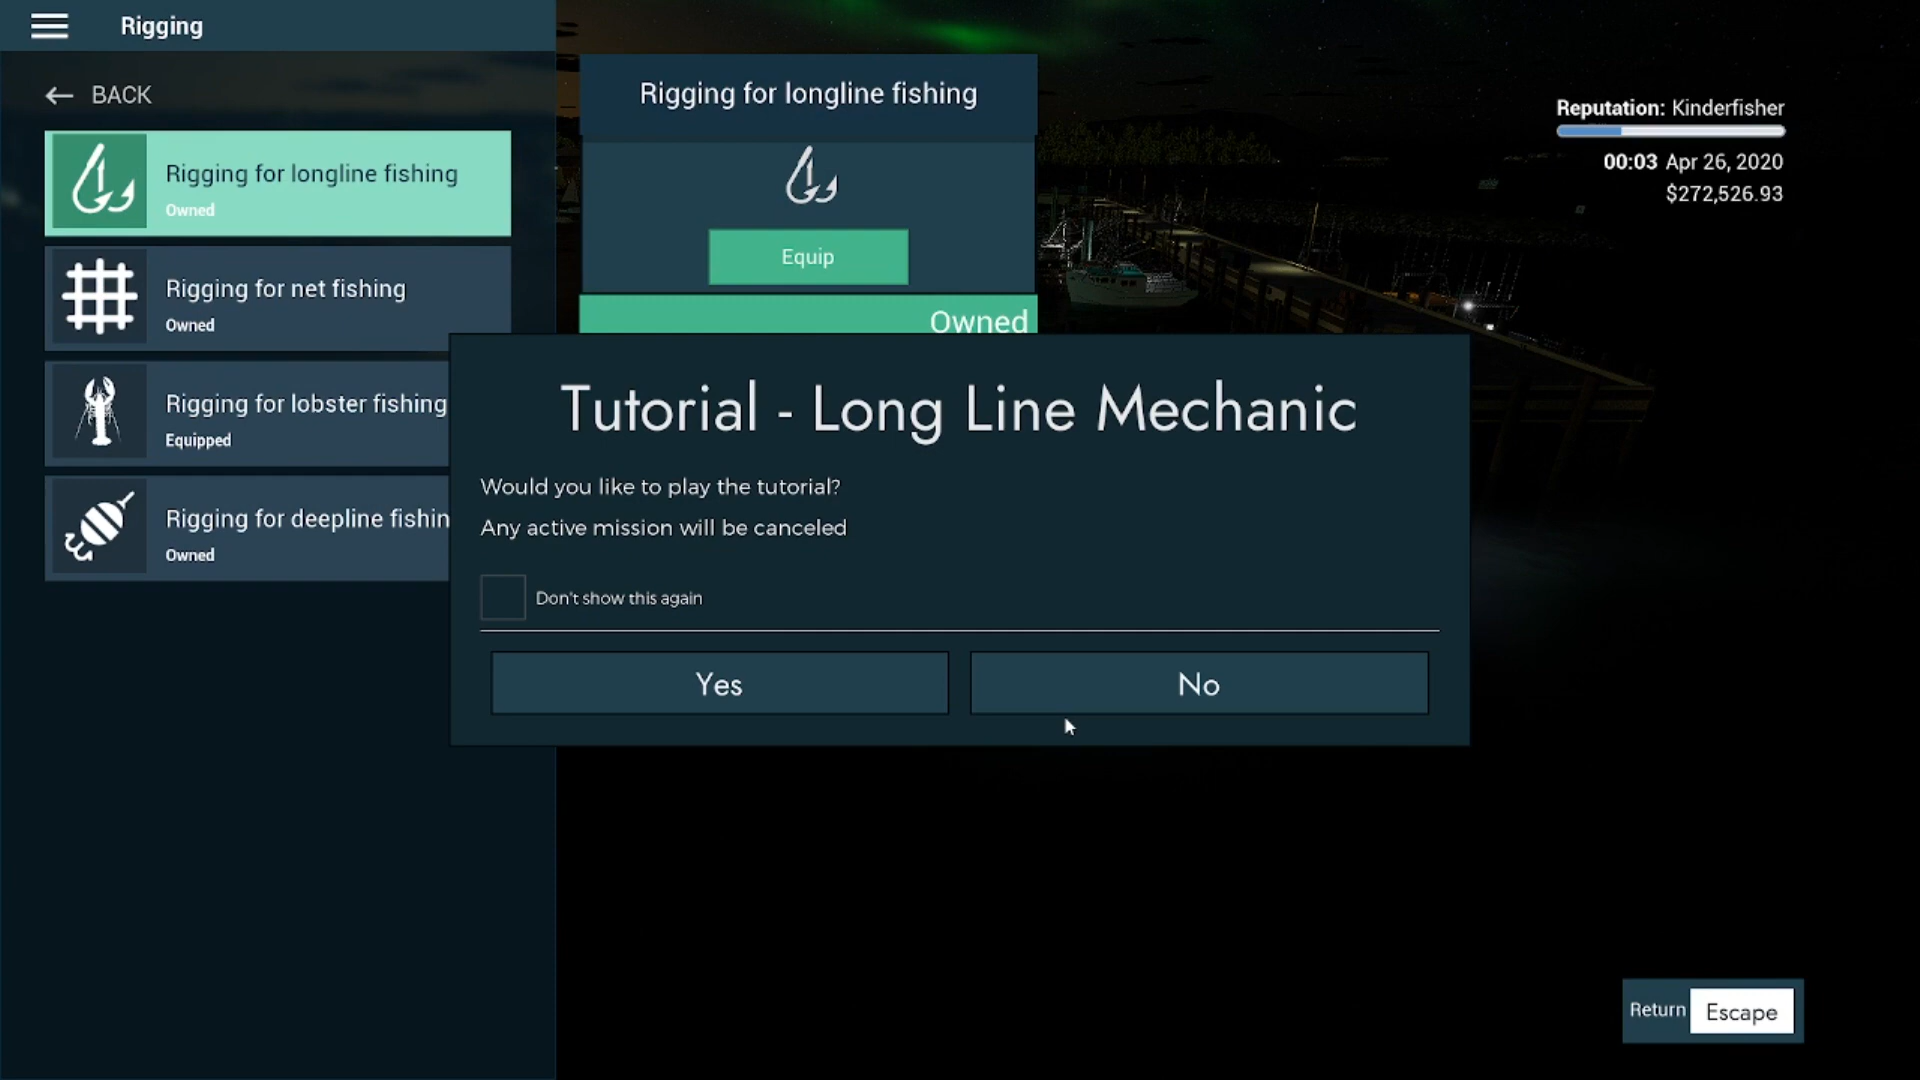 Rigging
BACK
Rigging for longline fishing
Owned
Rigging for net fishing
Owned
Rigging for lobster fishing
Equipped
Rigging for deepline fishin
Owned
Rigging for longline fishing
Equip
Owned
Reputation: Kinderfisher
00:03 Apr 26, 2020
$272,526.93
Tutorial - Long Line Mechanic
Would you like to play the tutorial?
Any active mission will be canceled
Don't show this again
Yes
No
Return Escape